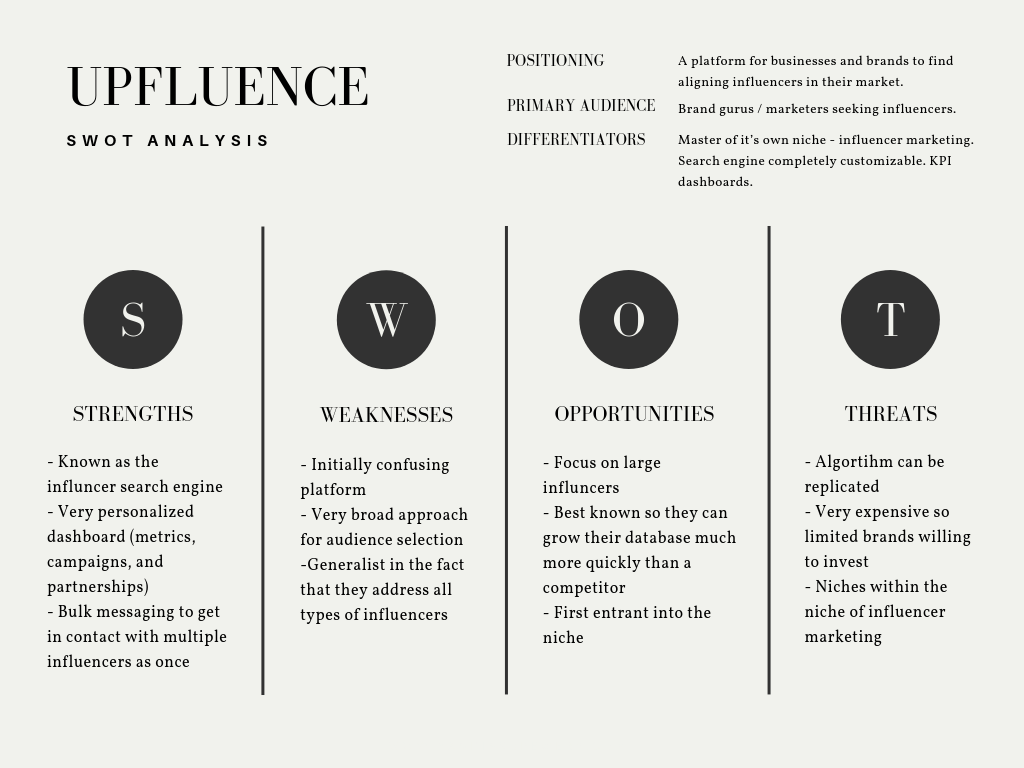 UPFLUENCE
SWOT ANALYSIS
POSITIONING
A platform for businesses and brands to find
aligning influencers in their market.
PRIMARY AUDIENCE
Brand gurus / marketers seeking influencers.
DIFFERENTIATORS
Master of it's own niche - influencer marketing.
Search engine completely customizable. KPI
dashboards.
S
STRENGTHS
- Known as the
influncer search engine
- Very personalized
dashboard (metrics,
campaigns, and
partnerships)
- Bulk messaging to get
in contact with multiple
influencers as once
W
WEAKNESSES
- Initially confusing
platform
- Very broad approach
for audience selection
-Generalist in the fact
that they address all
types of influencers
O
OPPORTUNITIES
- Focus on large
influncers
- Best known so they can
grow their database much
more quickly than a
competitor
- First entrant into the
niche
T
THREATS
- Algortihm can be
replicated
- Very expensive so
limited brands willing
to invest
- Niches within the
niche of influencer
marketing